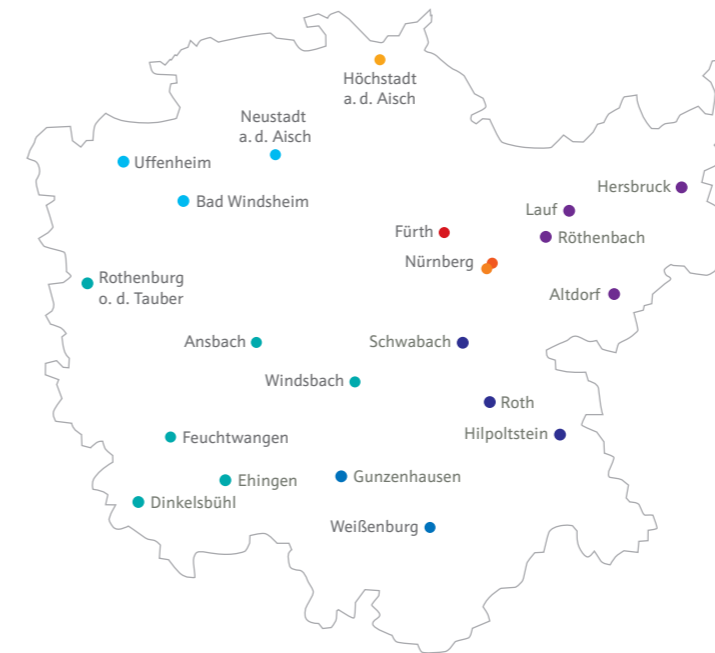 Höchstadt
a. d. Aisch
Neustadt
a. d. Aisch
Uffenheim
Bad Windsheim
Hersbruck
Lauf
Fürth
Röthenbach
Nürnberg
Rothenburg
o. d. Tauber
Altdorf
Ansbach
Schwabach
Windsbach
Roth
Feuchtwangen
Hilpoltstein
Ehingen
Gunzenhausen
Dinkelsbühl
Weißenburg